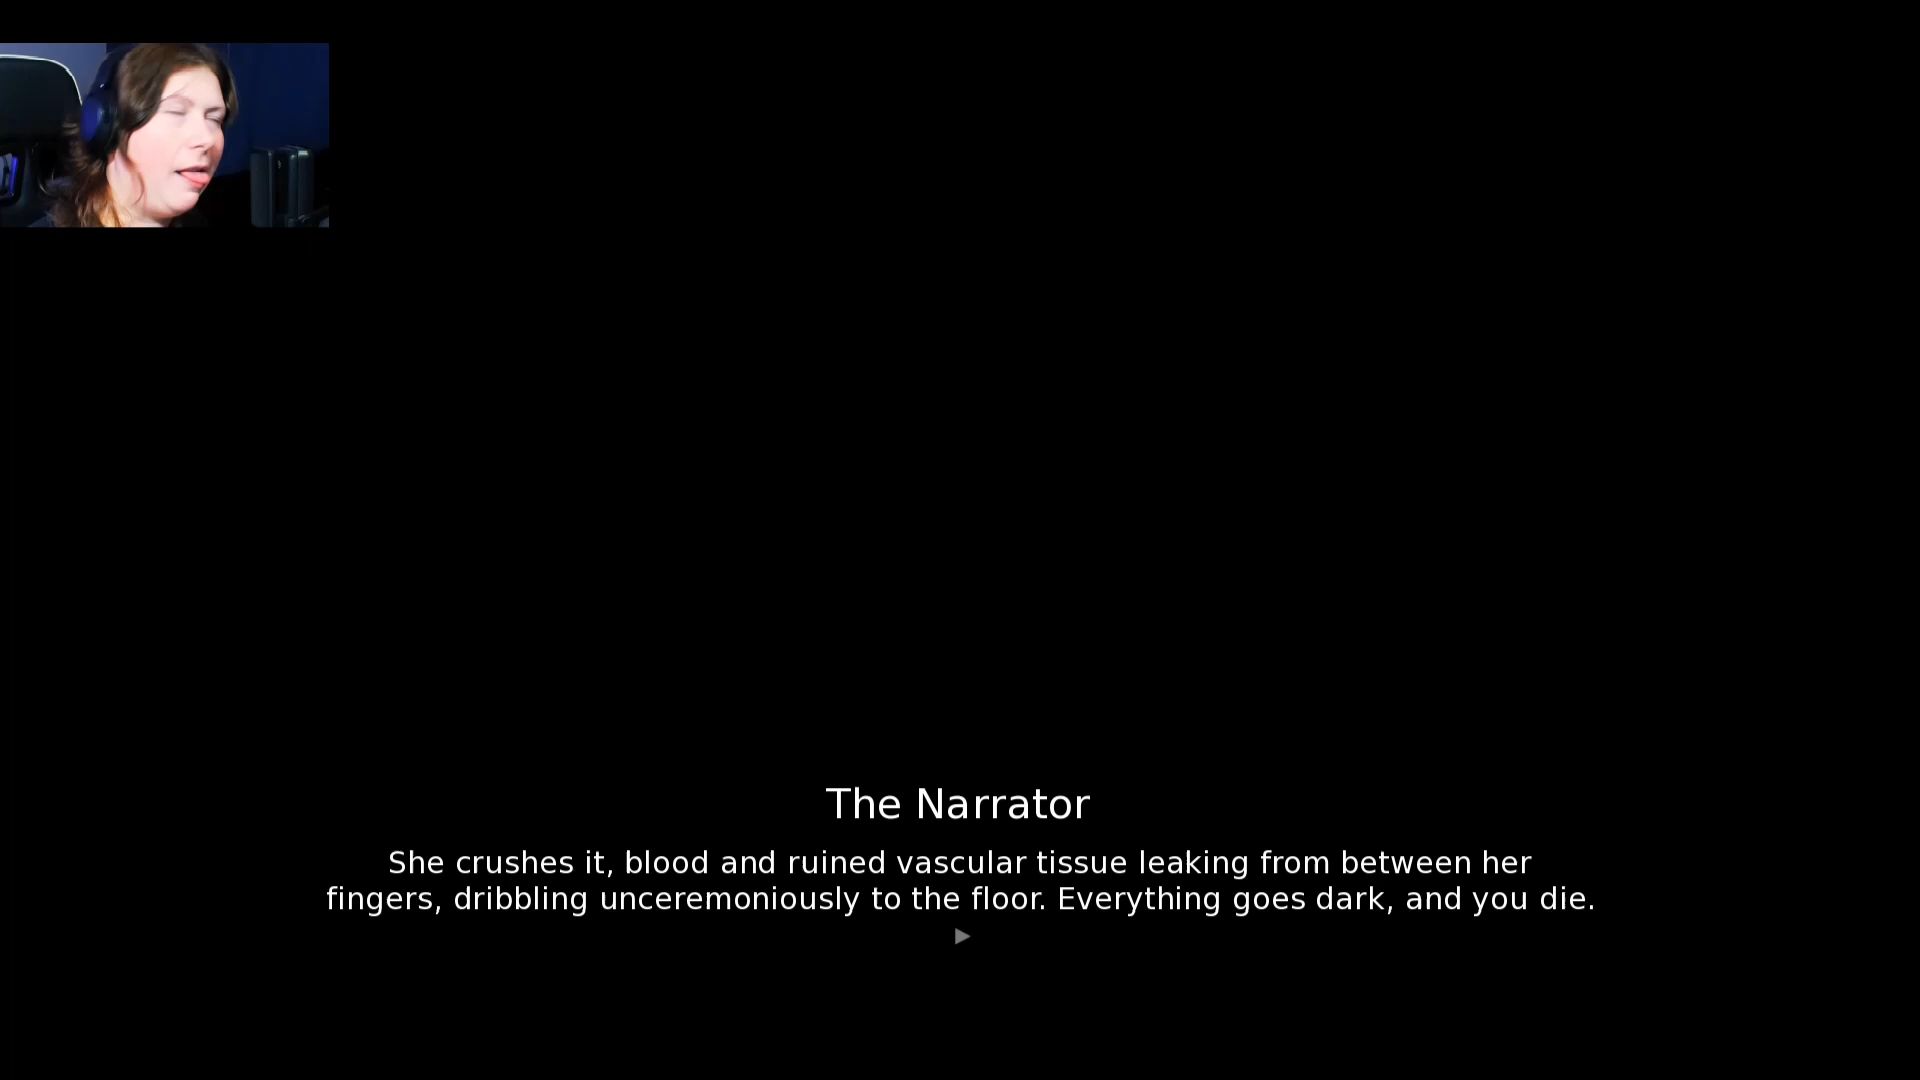 The Narrator
She crushes it, blood and ruined vascular tissue leaking from between her
fingers, dribbling unceremoniously to the floor. Everything goes dark, and you die.